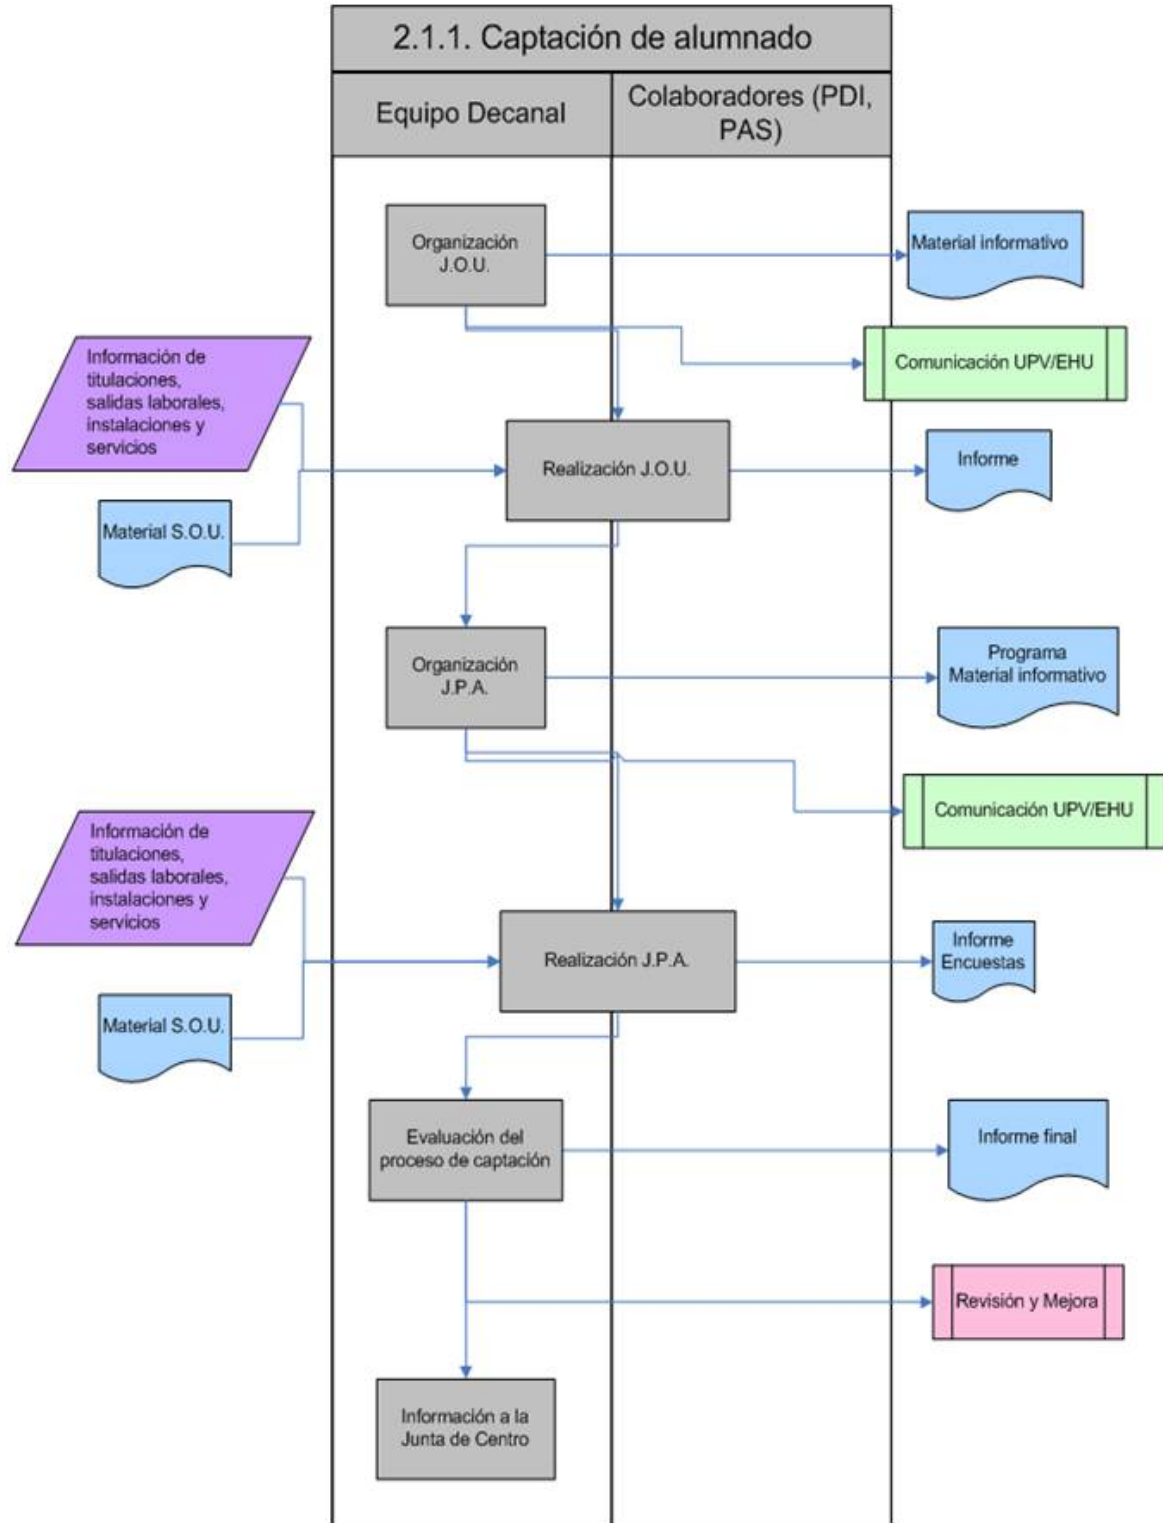 2.1.1. Captación de alumnado
Equipo Decanal
Colaboradores (PDI,
PAS)
Organización
J.O.U.
Material informativo
Comunicación UPV/EHU
Información de
titulaciones,
salidas laborales,
instalaciones y
servicios
Realización J.O.U.
Informe
Material S.O.U.
Organización
J.P.A.
Programa
Material informativo
Comunicación UPV/EHU
Información de
titulaciones,
salidas laborales,
instalaciones y
servicios
Realización J.P.A.
Informe
Encuestas
Material S.O.U.
Evaluación del
proceso de captación
Informe final
Revisión y Mejora
Información a la
Junta de Centro